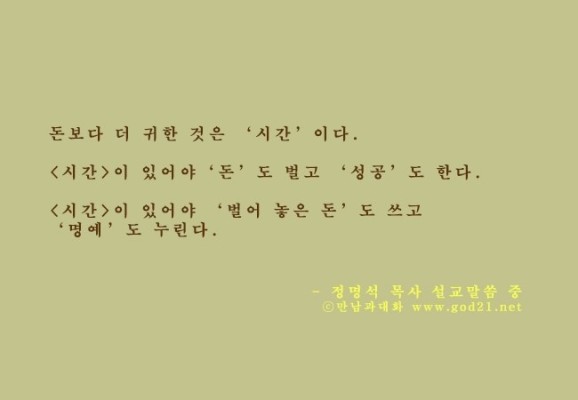 돈보다 더 귀한 것은 ‘시간’이다.
<시간>이 있어야 ‘돈’도 벌고 ‘성공’도 한다.
<시간>이 있어야 ‘벌어 놓은 돈’도 쓰고
‘명예’도 누린다.
- 정명석 목사 설교말씀 중
ⓒ만남과대화 www.god21.net